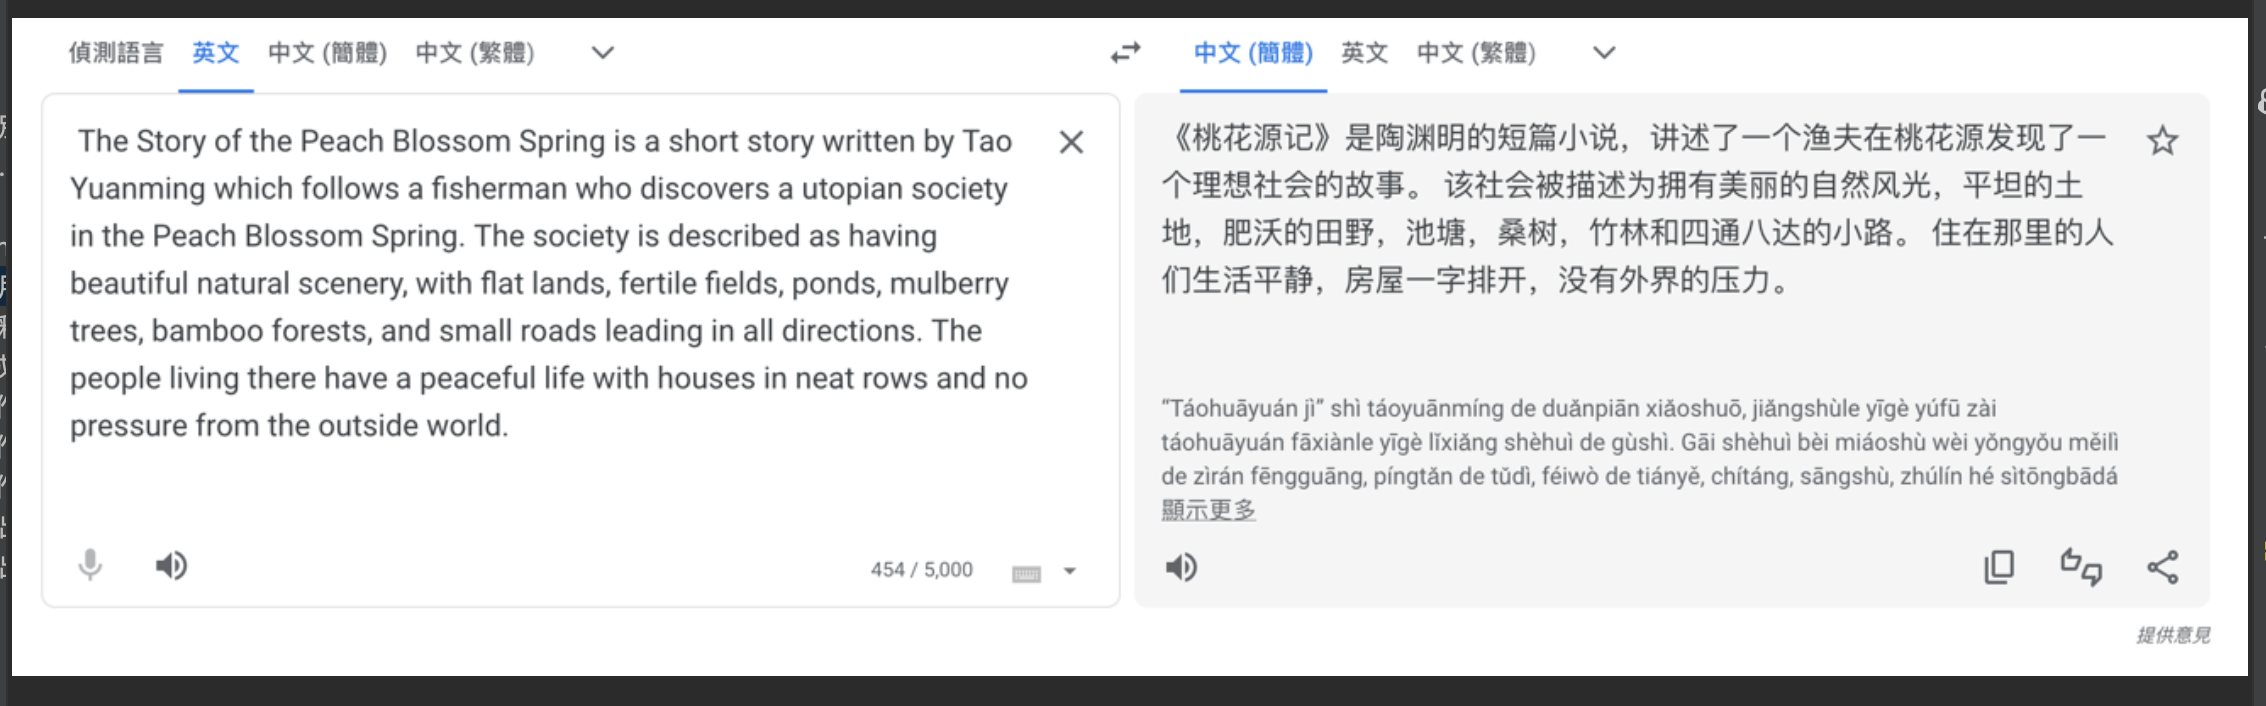 偵測語言 英文 中文 (簡體) 中文 (繁體)
中文 (簡體) 英文 中文 (繁體)
The Story of the Peach Blossom Spring is a short story written by Tao
Yuanming which follows a fisherman who discovers a utopian society
in the Peach Blossom Spring. The society is described as having
beautiful natural scenery, with flat lands, fertile fields, ponds, mulberry
trees, bamboo forests, and small roads leading in all directions. The
people living there have a peaceful life with houses in neat rows and no
pressure from the outside world.
454 / 5,000
《桃花源记》是陶渊明的短篇小说，讲述了一个渔夫在桃花源发现了一
个理想社会的故事。 该社会被描述为拥有美丽的自然风光，平坦的土
地，肥沃的田野，池塘，桑树，竹林和四通八达的小路。 住在那里的人
们生活平静，房屋一字排开，没有外界的压力。
“Táohuāyuán jì” shì táoyuānmíng de duǎnpiān xiǎoshuō, jiǎngshùle yīgè yúfū zài
táohuāyuán fāxiànle yīgè lǐxiǎng shèhuì de gùshì. Gāi shèhuì bèi miáoshù wèi yǒngyǒu měilì
de zìrán fēngguāng, píngtǎn de tǔdì, féiwò de tiányě, chítáng, sāngshù, zhúlín hé sìtōngbādá
顯示更多
提供意見